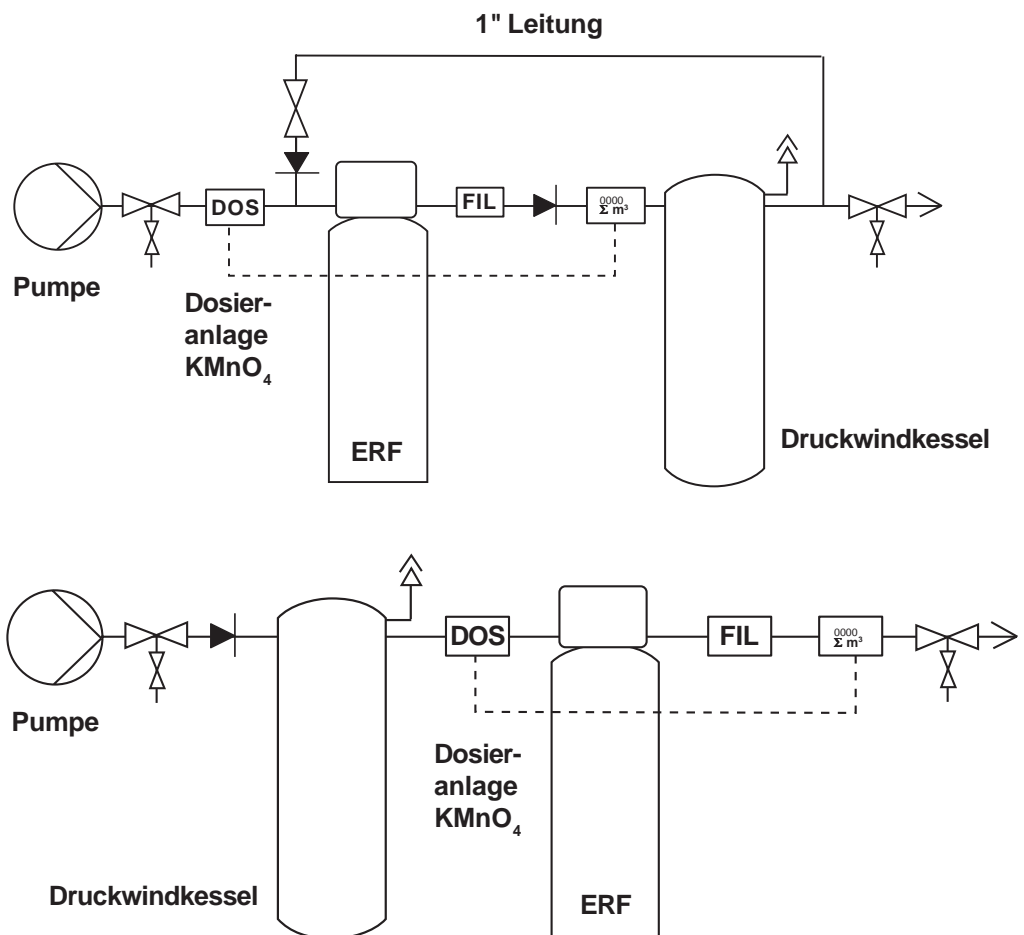 1" Leitung
DOS
FIL
0000
Σ m³
Pumpe
Dosier-
anlage
KMnO₄
ERF
Druckwindkessel
DOS
FIL
0000
Σ m³
Pumpe
Dosier-
anlage
KMnO₄
Druckwindkessel
ERF